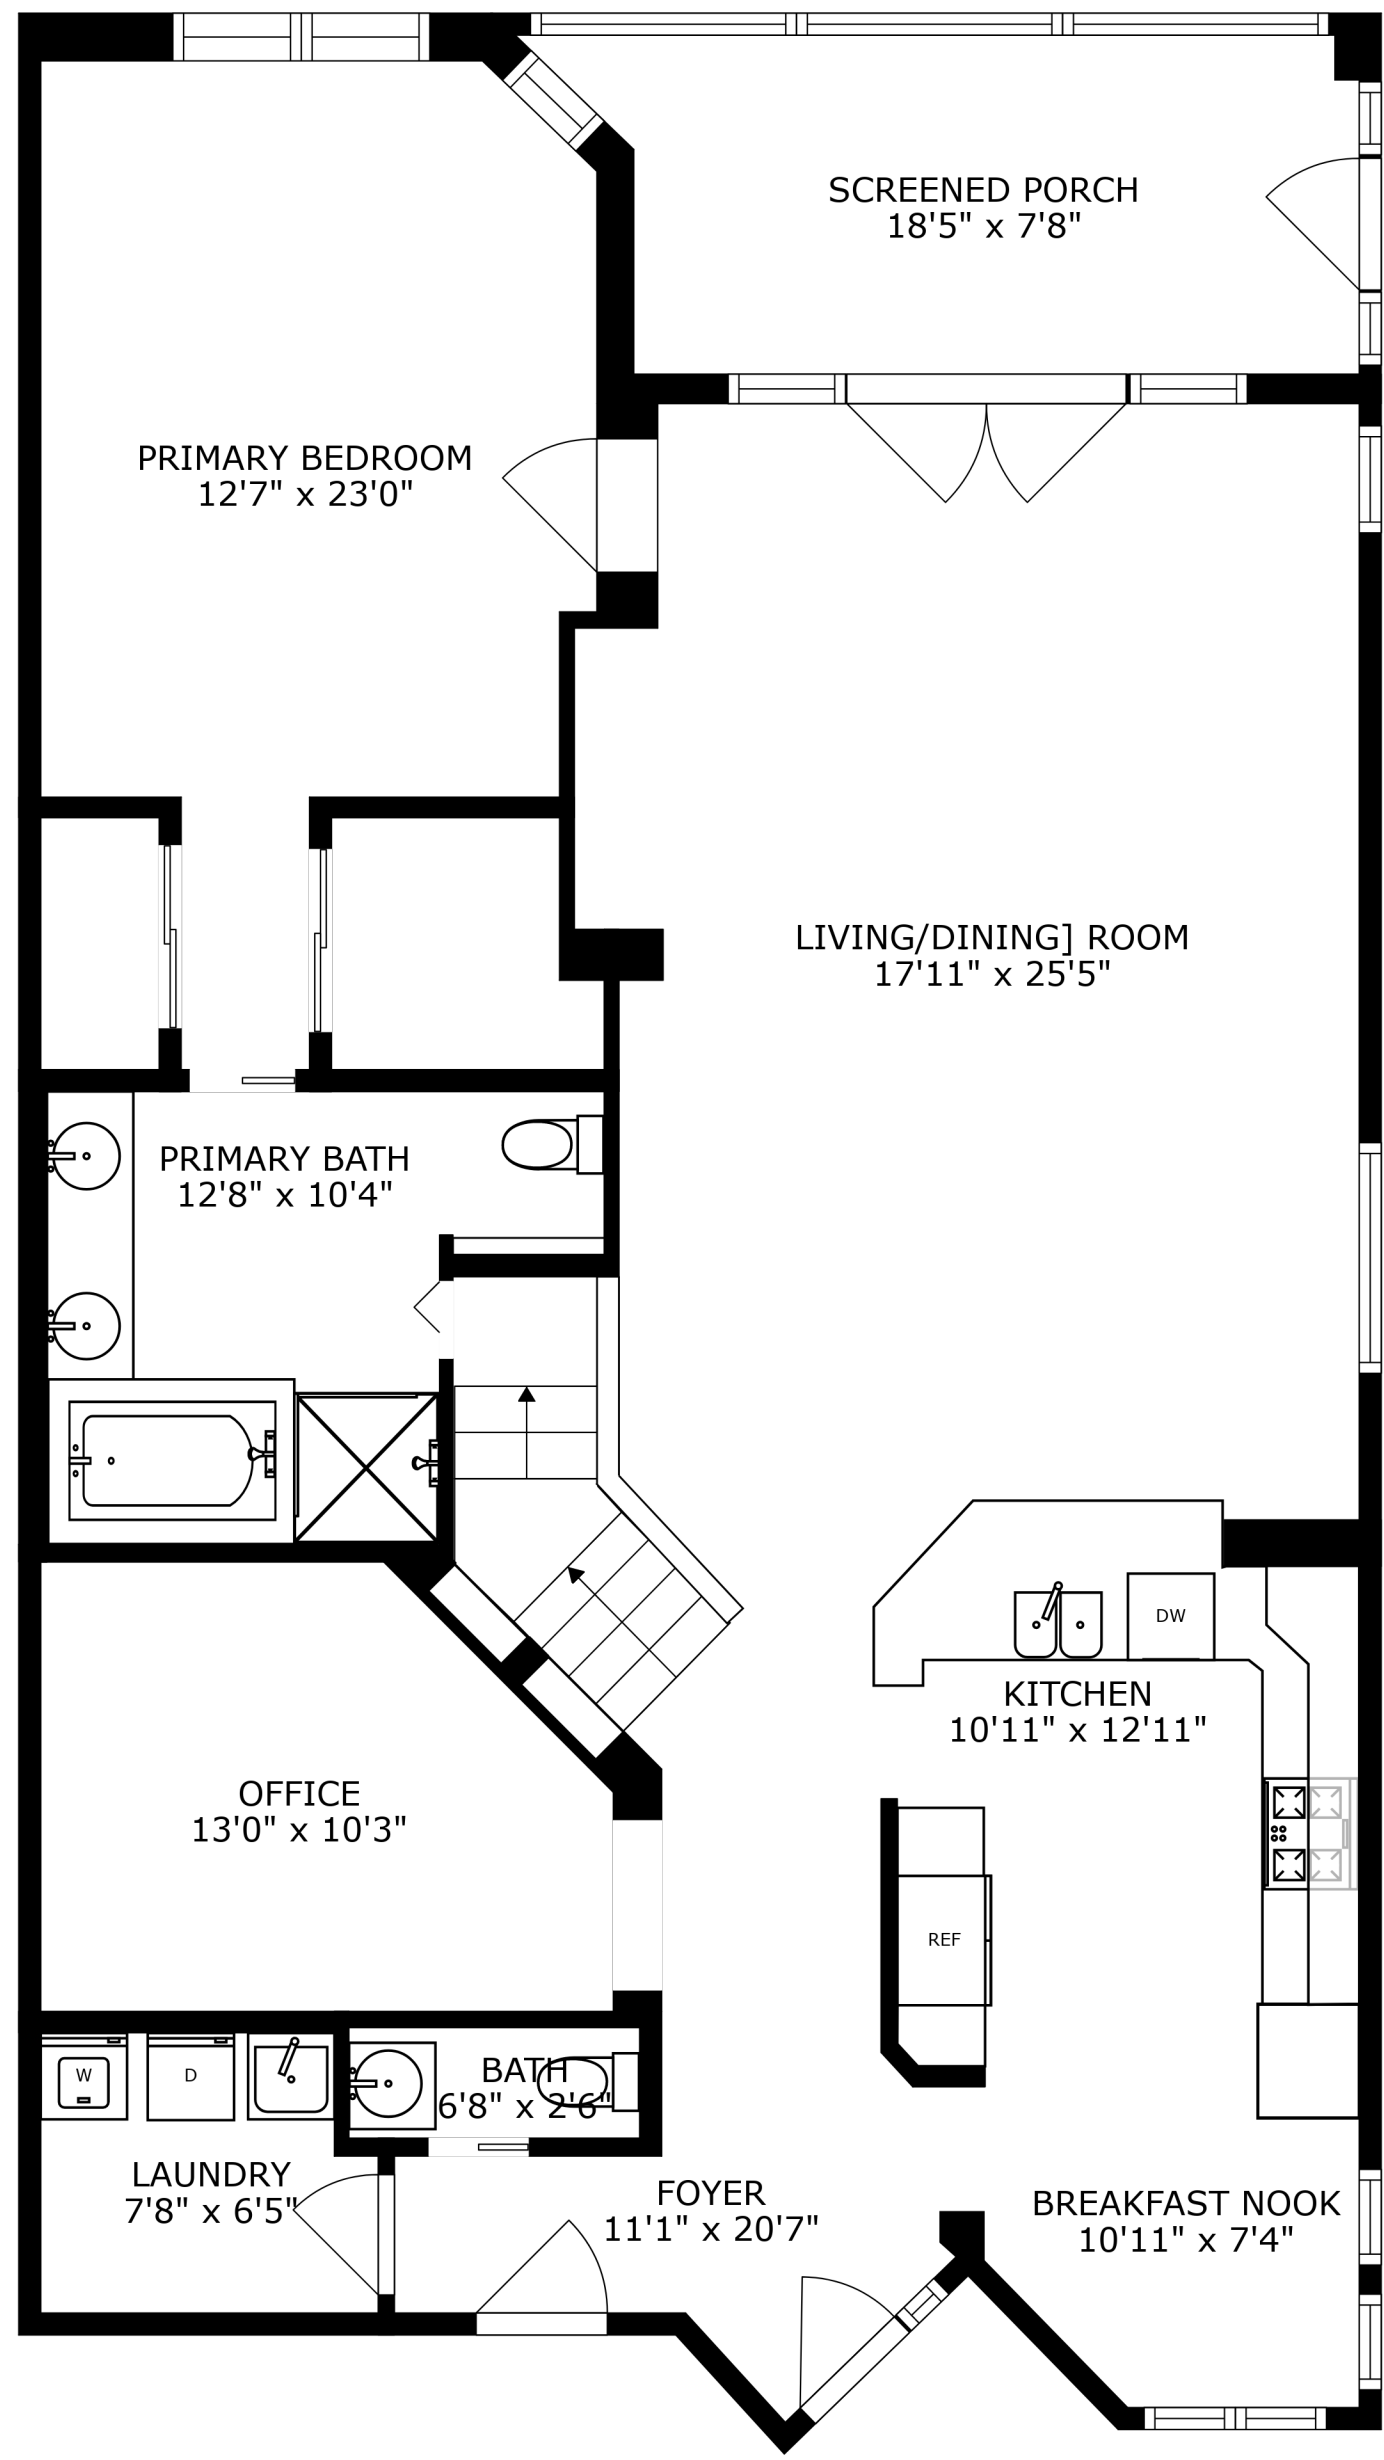 SCREENED PORCH
18'5" x 7'8"
PRIMARY BEDROOM
12'7" x 23'0"
LIVING/DINING] ROOM
17'11" x 25'5"
PRIMARY BATH
12'8" x 10'4"
DW
KITCHEN
10'11" x 12'11"
OFFICE
13'0" x 10'3"
REF
W
D
BATH
6'8" x 2'6"
LAUNDRY
7'8" x 6'5"
FOYER
11'1" x 20'7"
BREAKFAST NOOK
10'11" x 7'4"